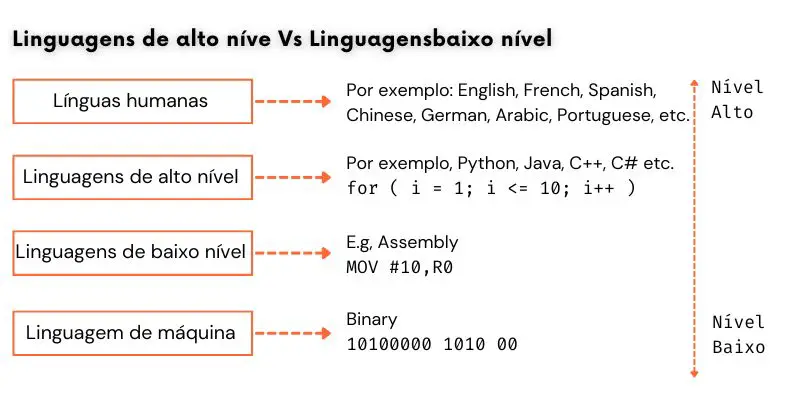 Linguagens de alto níve Vs Linguagensbaixo nível
Línguas humanas
Por exemplo: English, French, Spanish,
Chinese, German, Arabic, Portuguese, etc.
Nível
Alto
Linguagens de alto nível
Por exemplo, Python, Java, C++, C# etc.
for ( i = 1; i <= 10; i++ )
Linguagens de baixo nível
E.g, Assembly
MOV #10,R0
Linguagem de máquina
Binary
10100000 1010 00
Nível
Baixo